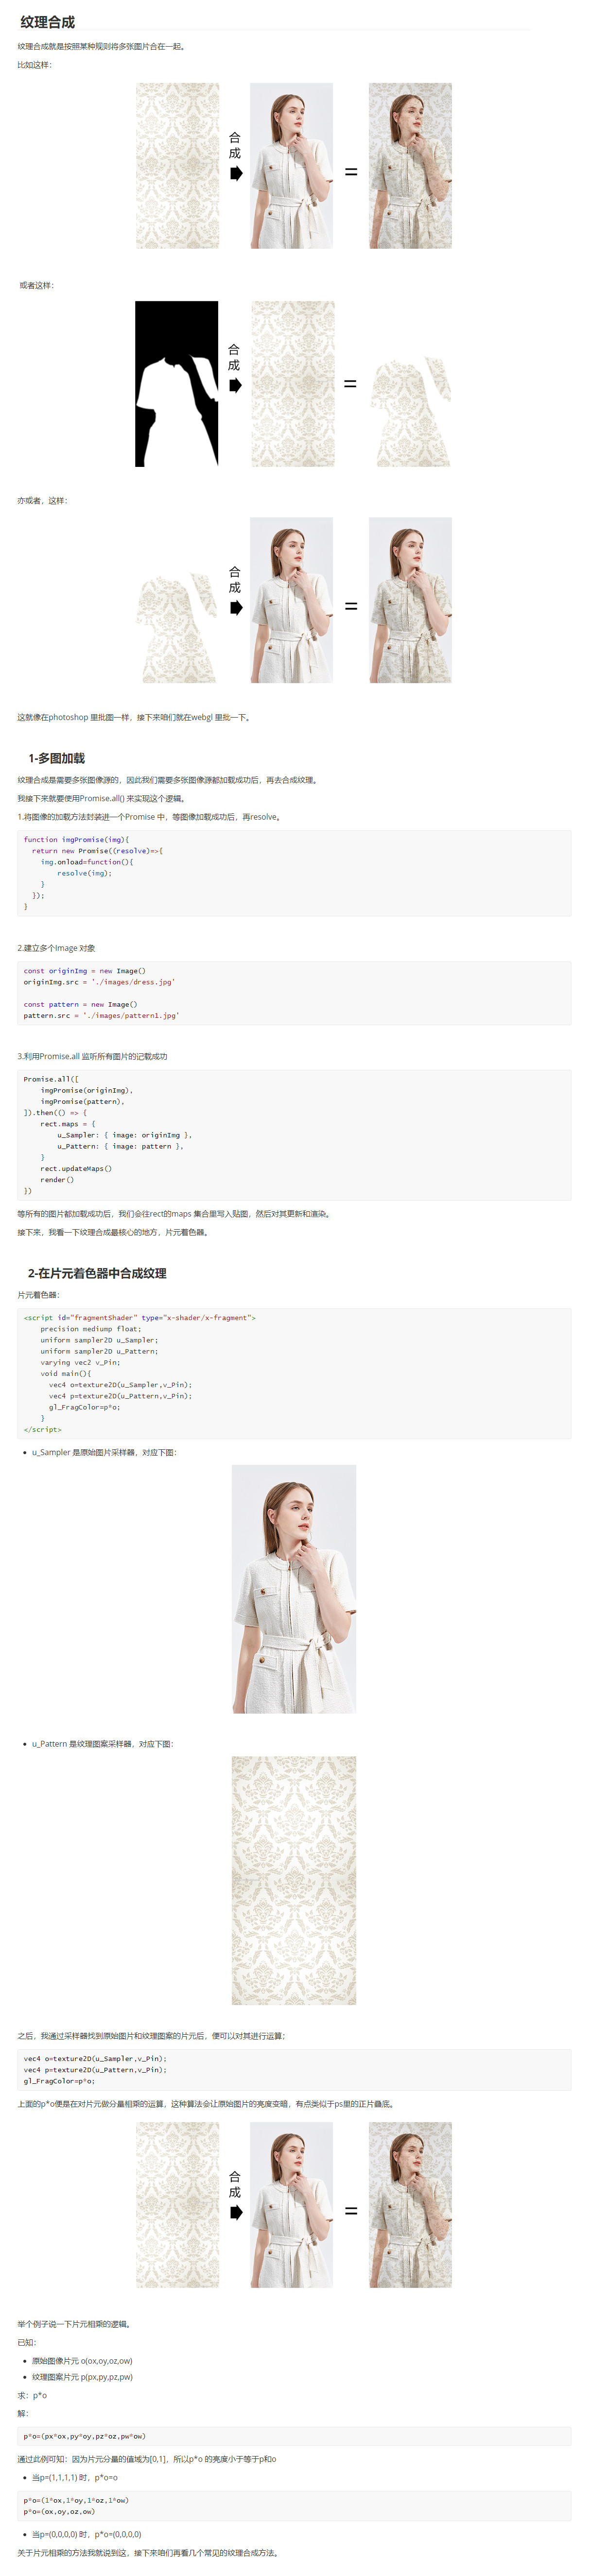 纹理合成
纹理合成就是按照某种规则将多张图片合在一起。
比如这样：
合
成
=
或者这样：
合
成
=
亦或者，这样：
合
成
=
这就像在photoshop 里批图一样，接下来咱们就在webgl 里批一下。
1-多图加载
纹理合成是需要多张图像源的，因此我们需要多张图像源都加载成功后，再去合成纹理。
我接下来就要使用Promise.all() 来实现这个逻辑。
1.将图像的加载方法封装进一个Promise 中，等图像加载成功后，再resolve。
function imgPromise(img){
return new Promise((resolve)=>{
img.onload=function(){
resolve(img);
}
});
}
2.建立多个Image 对象
const originImg = new Image()
originImg.src = './images/dress.jpg'
const pattern = new Image()
pattern.src = './images/pattern1.jpg'
3.利用Promise.all 监听所有图片的记载成功
Promise.all([
imgPromise(originImg),
imgPromise(pattern),
]).then(() => {
rect.maps = {
u_Sampler: { image: originImg },
u_Pattern: { image: pattern },
}
rect.updateMaps()
render()
})
等所有的图片都加载成功后，我们会往rect的maps 集合里写入贴图，然后对其更新和渲染。
接下来，我看一下纹理合成最核心的地方，片元着色器。
2-在片元着色器中合成纹理
片元着色器：
<script id="fragmentShader" type="x-shader/x-fragment">
precision mediump float;
uniform sampler2D u_Sampler;
uniform sampler2D u_Pattern;
varying vec2 v_Pin;
void main(){
vec4 o=texture2D(u_Sampler,v_Pin);
vec4 p=texture2D(u_Pattern,v_Pin);
gl_FragColor=p*o;
}
</script>
u_Sampler 是原始图片采样器，对应下图：
u_Pattern 是纹理图案采样器，对应下图：
之后，我通过采样器找到原始图片和纹理图案的片元后，便可以对其进行运算；
vec4 o=texture2D(u_Sampler,v_Pin);
vec4 p=texture2D(u_Pattern,v_Pin);
gl_FragColor=p*o;
上面的p*o便是在对片元做分量相乘的运算，这种算法会让原始图片的亮度变暗，有点类似于ps里的正片叠底。
合
成
=
举个例子说一下片元相乘的逻辑。
已知：
原始图像片元 o(ox,oy,oz,ow)
纹理图案片元 p(px,py,pz,pw)
求：p*o
解：
p*o=(px*ox,py*oy,pz*oz,pw*ow)
通过此例可知：因为片元分量的值域为[0,1]，所以p*o 的亮度小于等于p和o
当p=(1,1,1,1) 时，p*o=o
p*o=(1*ox,1*oy,1*oz,1*ow)
p*o=(ox,oy,oz,ow)
当p=(0,0,0,0) 时，p*o=(0,0,0,0)
关于片元相乘的方法我就说到这，接下来咱们再看几个常见的纹理合成方法。